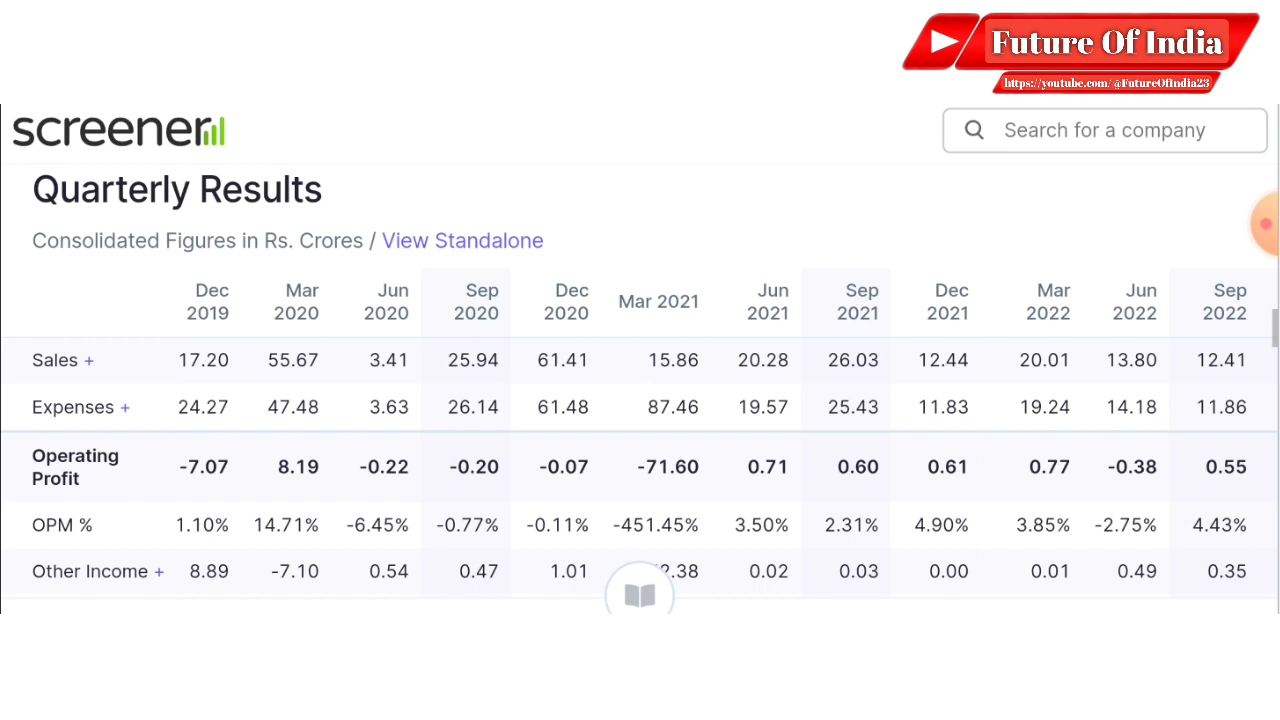 Future Of India
https://youtube.com/@FutureOfIndia23
screener
Search for a company
Quarterly Results
Consolidated Figures in Rs. Crores / View Standalone
Dec 2019 Mar 2020 Jun 2020 Sep 2020 Dec 2020 Mar 2021 Jun 2021 Sep 2021 Dec 2021 Mar 2022 Jun 2022 Sep 2022
Sales + 17.20 55.67 3.41 25.94 61.41 15.86 20.28 26.03 12.44 20.01 13.80 12.41
Expenses + 24.27 47.48 3.63 26.14 61.48 87.46 19.57 25.43 11.83 19.24 14.18 11.86
Operating Profit -7.07 8.19 -0.22 -0.20 -0.07 -71.60 0.71 0.60 0.61 0.77 -0.38 0.55
OPM % 1.10% 14.71% -6.45% -0.77% -0.11% -451.45% 3.50% 2.31% 4.90% 3.85% -2.75% 4.43%
Other Income + 8.89 -7.10 0.54 0.47 1.01 0.02 0.03 0.00 0.01 0.49 0.35